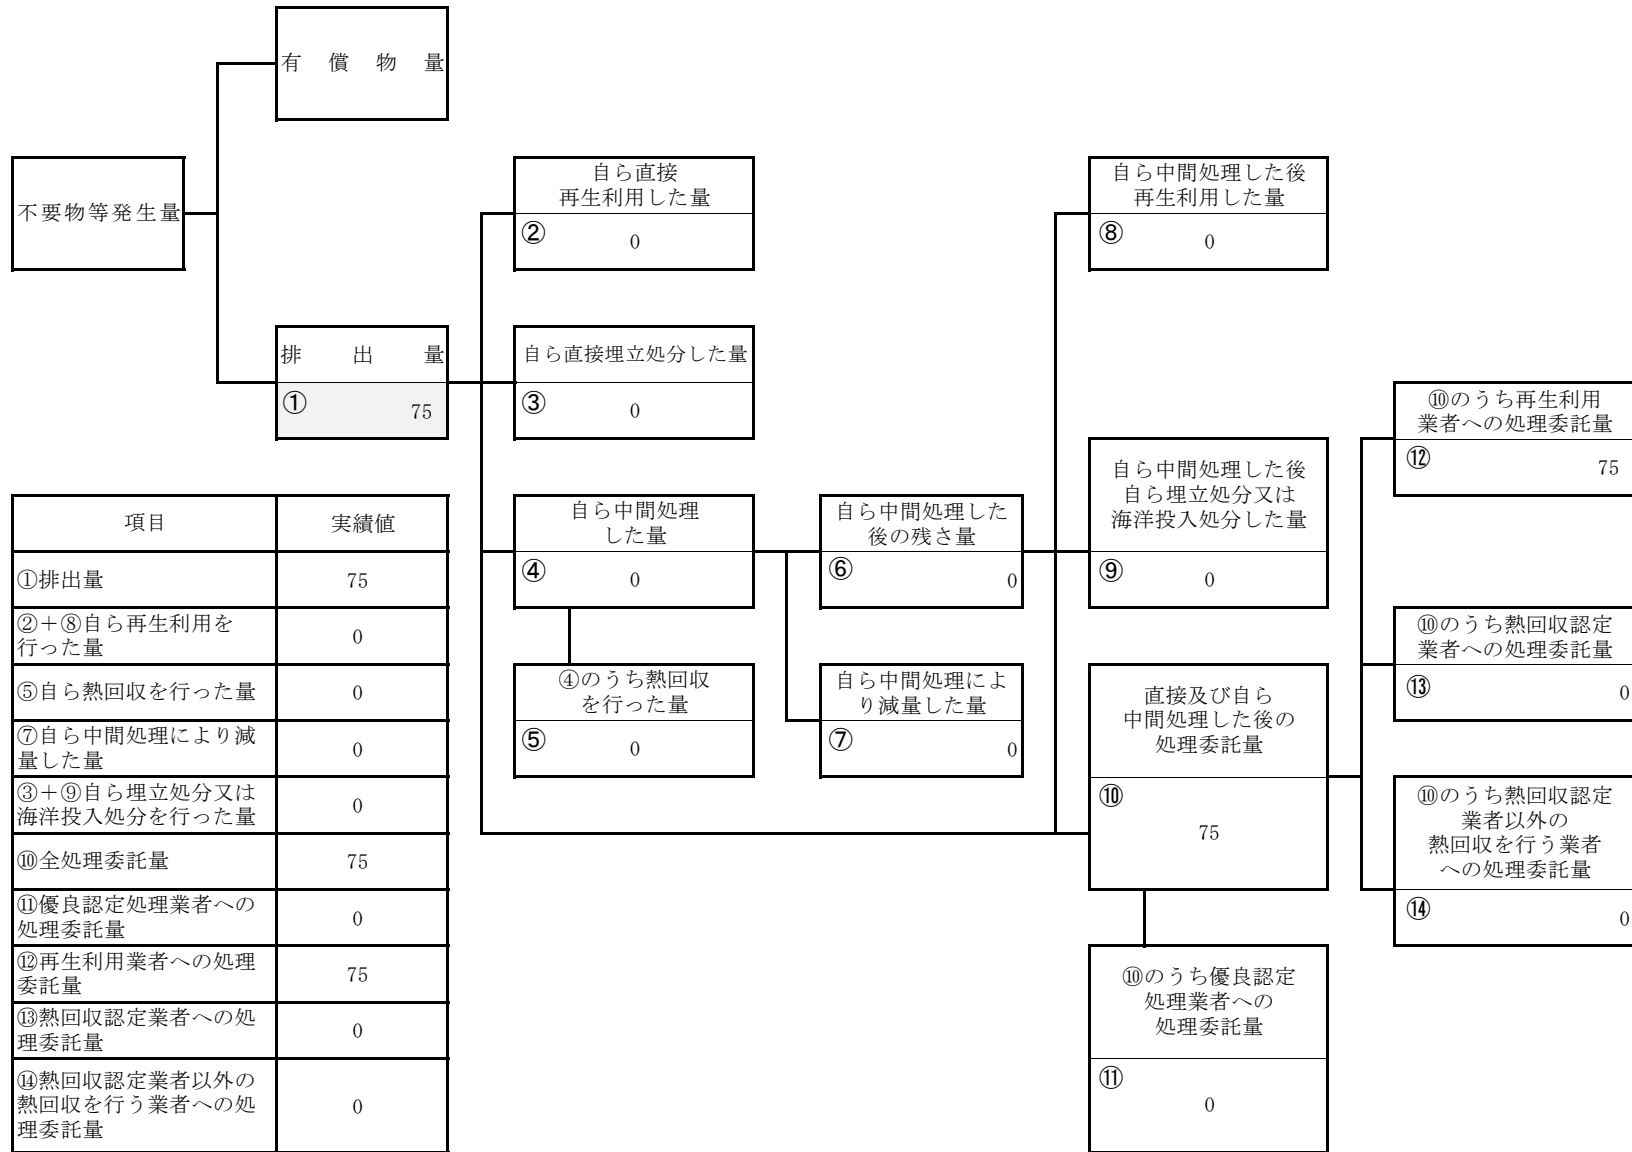 有償物量
不要物等発生量
排出量
① 75
自ら直接
再生利用した量
② 0
自ら直接埋立処分した量
③ 0
自ら中間処理
した量
④ 0
④のうち熱回収
を行った量
⑤ 0
自ら中間処理した
後の残さ量
⑥ 0
自ら中間処理によ
り減量した量
⑦ 0
自ら中間処理した後
再生利用した量
⑧ 0
自ら中間処理した後
自ら埋立処分又は
海洋投入処分した量
⑨ 0
直接及び自ら
中間処理した後の
処理委託量
⑩
75
⑩のうち優良認定
処理業者への
処理委託量
⑪
0
⑩のうち再生利用
業者への処理委託量
⑫ 75
⑩のうち熱回収認定
業者への処理委託量
⑬ 0
⑩のうち熱回収認定
業者以外の
熱回収を行う業者
への処理委託量
⑭ 0
項目 実績値
①排出量 75
②+⑧自ら再生利用を
行った量 0
⑤自ら熱回収を行った量 0
⑦自ら中間処理により減
量した量 0
③+⑨自ら埋立処分又は
海洋投入処分を行った量 0
⑩全処理委託量 75
⑪優良認定処理業者への
処理委託量 0
⑫再生利用業者への処理
委託量 75
⑬熱回収認定業者への処
理委託量 0
⑭熱回収認定業者以外の
熱回収を行う業者への処
理委託量 0